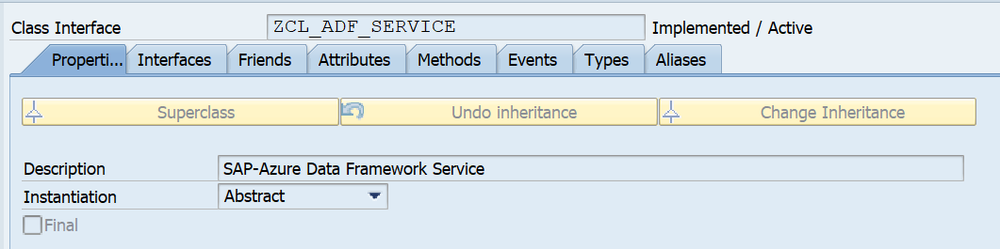 Class Interface ZCL_ADF_SERVICE Implemented / Active
Properti... Interfaces Friends Attributes Methods Events Types Aliases
Superclass Undo inheritance Change Inheritance
Description SAP-Azure Data Framework Service
Instantiation Abstract
Final